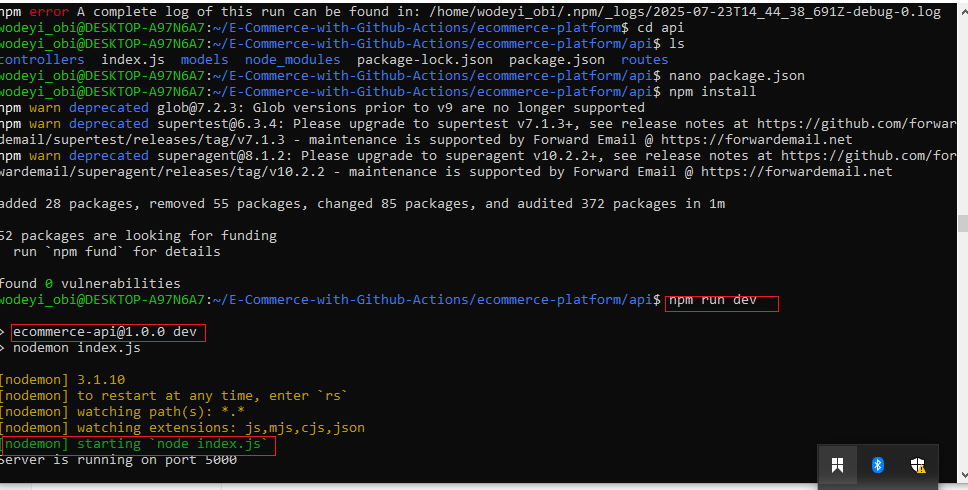 npm error A complete log of this run can be found in: /home/wodeyi_obi/.npm/_logs/2025-07-23T14_44_38_691Z-debug-0.log
wodeyi_obi@DESKTOP-A97N6A7:~/E-Commerce-with-Github-Actions/ecommerce-platform$ cd api
wodeyi_obi@DESKTOP-A97N6A7:~/E-Commerce-with-Github-Actions/ecommerce-platform/api$ ls
controllers  index.js  models  node_modules  package-lock.json  package.json  routes
wodeyi_obi@DESKTOP-A97N6A7:~/E-Commerce-with-Github-Actions/ecommerce-platform/api$ nano package.json
wodeyi_obi@DESKTOP-A97N6A7:~/E-Commerce-with-Github-Actions/ecommerce-platform/api$ npm install
npm warn deprecated glob@7.2.3: Glob versions prior to v9 are no longer supported
npm warn deprecated supertest@6.3.4: Please upgrade to supertest v7.1.3+, see release notes at https://github.com/forwar
demail/supertest/releases/tag/v7.1.3 - maintenance is supported by Forward Email @ https://forwardemail.net
npm warn deprecated superagent@8.1.2: Please upgrade to superagent v10.2.2+, see release notes at https://github.com/for
wardemail/superagent/releases/tag/v10.2.2 - maintenance is supported by Forward Email @ https://forwardemail.net
added 28 packages, removed 55 packages, changed 85 packages, and audited 372 packages in 1m
52 packages are looking for funding
  run `npm fund` for details
found 0 vulnerabilities
wodeyi_obi@DESKTOP-A97N6A7:~/E-Commerce-with-Github-Actions/ecommerce-platform/api$ npm run dev
> ecommerce-api@1.0.0 dev
> nodemon index.js
[nodemon] 3.1.10
[nodemon] to restart at any time, enter `rs`
[nodemon] watching path(s): *.*
[nodemon] watching extensions: js,mjs,cjs,json
[nodemon] starting `node index.js`
Server is running on port 5000